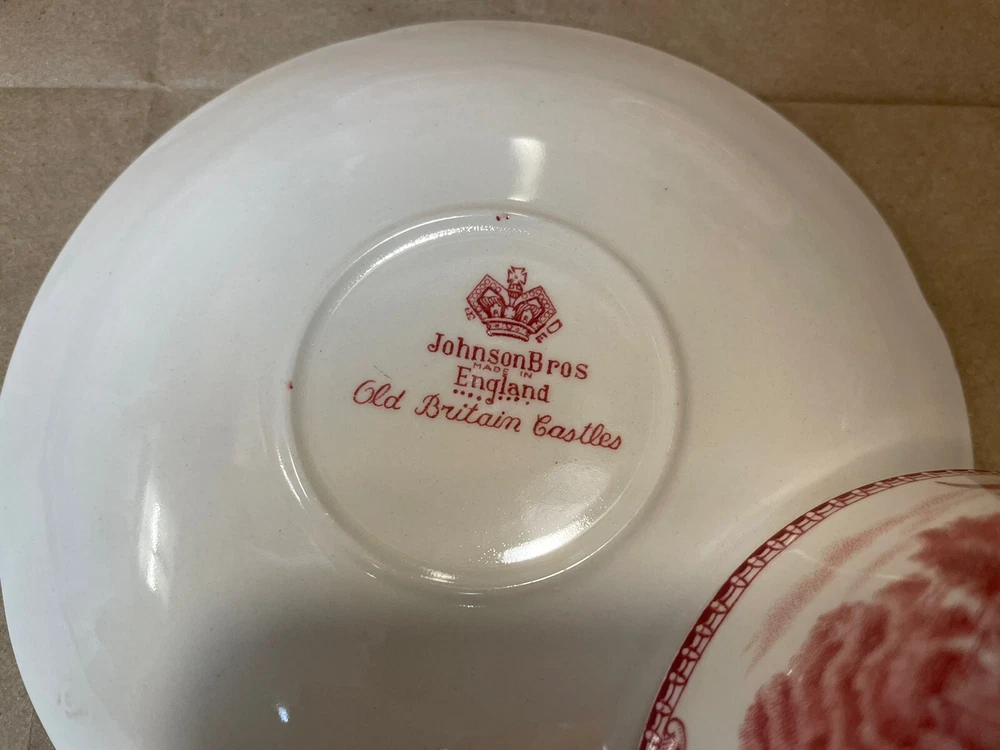 JohnsonBros
MADE IN
England
Old Britain Castles